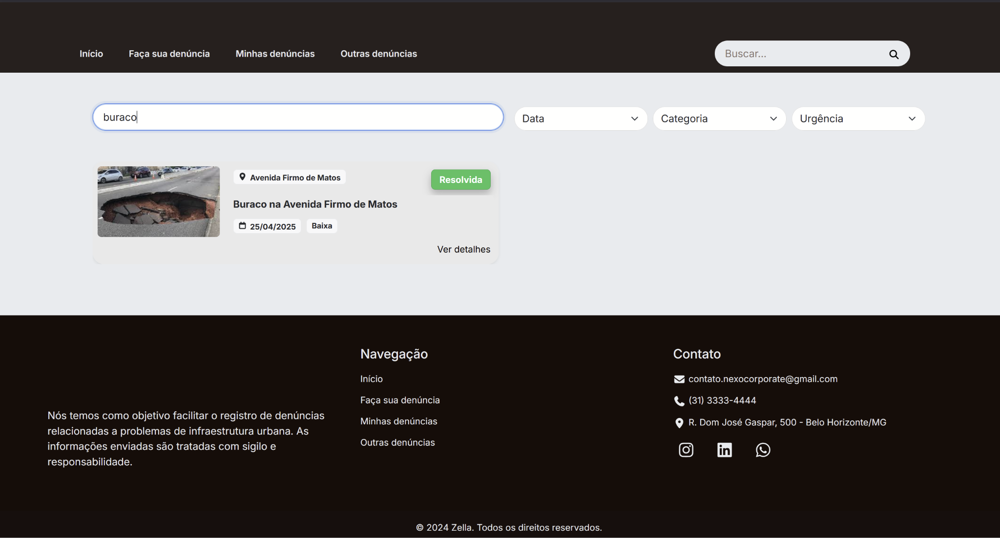 Início
Faça sua denúncia
Minhas denúncias
Outras denúncias
Buscar...
buraco
Data
Categoria
Urgência
Avenida Firmo de Matos
Resolvida
Buraco na Avenida Firmo de Matos
25/04/2025
Baixa
Ver detalhes
Nós temos como objetivo facilitar o registro de denúncias
relacionadas a problemas de infraestrutura urbana. As
informações enviadas são tratadas com sigilo e
responsabilidade.
Navegação
Início
Faça sua denúncia
Minhas denúncias
Outras denúncias
Contato
contato.nexocorporate@gmail.com
(31) 3333-4444
R. Dom José Gaspar, 500 - Belo Horizonte/MG
© 2024 Zella. Todos os direitos reservados.